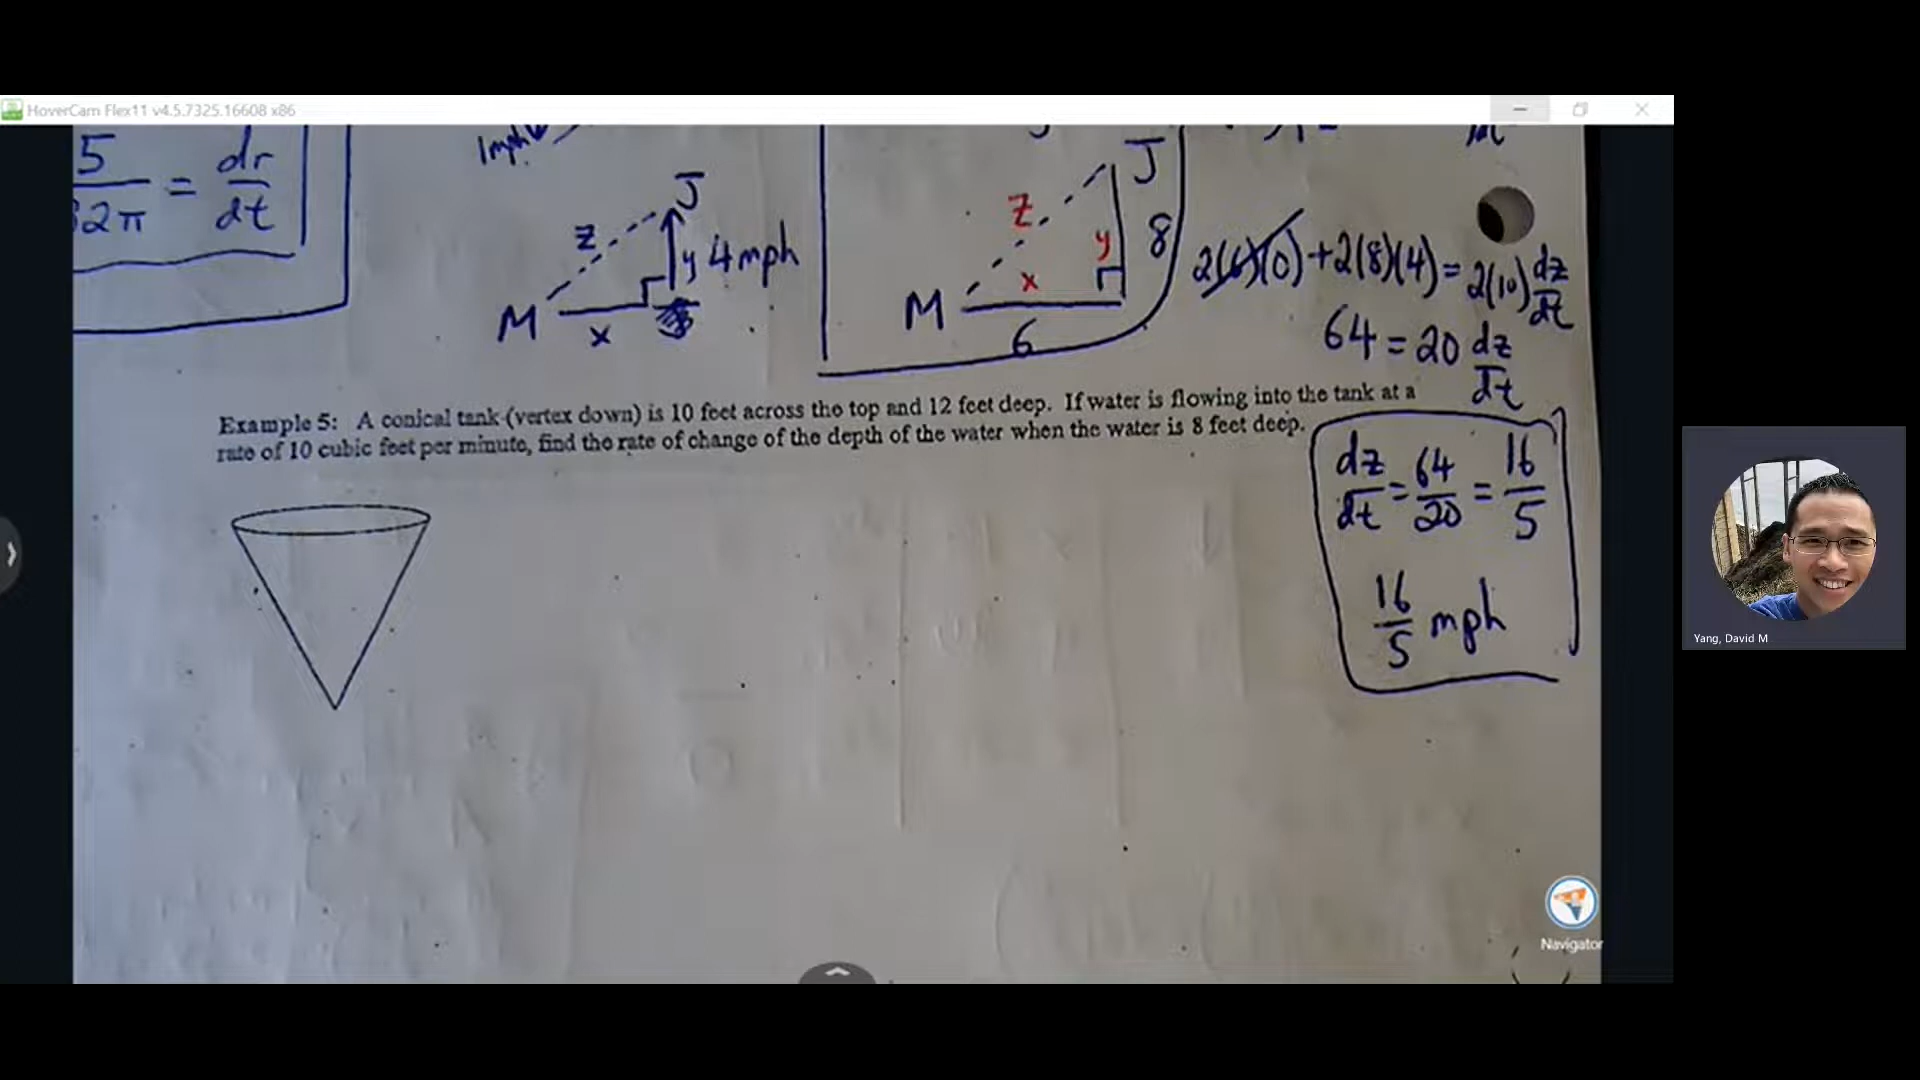 HoverCam Flex11 v4.5.7325.16608 x86
5 = dr
32π dt
1mph
J
z
y 4mph
M
x
J
z
y
8
x
M
6
2(6)(0) + 2(8)(4) = 2(10) dz/dt
64 = 20 dz/dt
Example 5: A conical tank (vertex down) is 10 feet across the top and 12 feet deep. If water is flowing into the tank at a
rate of 10 cubic feet per minute, find the rate of change of the depth of the water when the water is 8 feet deep.
dz/dt = 64/20 = 16/5
16/5 mph
Yang, David M
Navigator